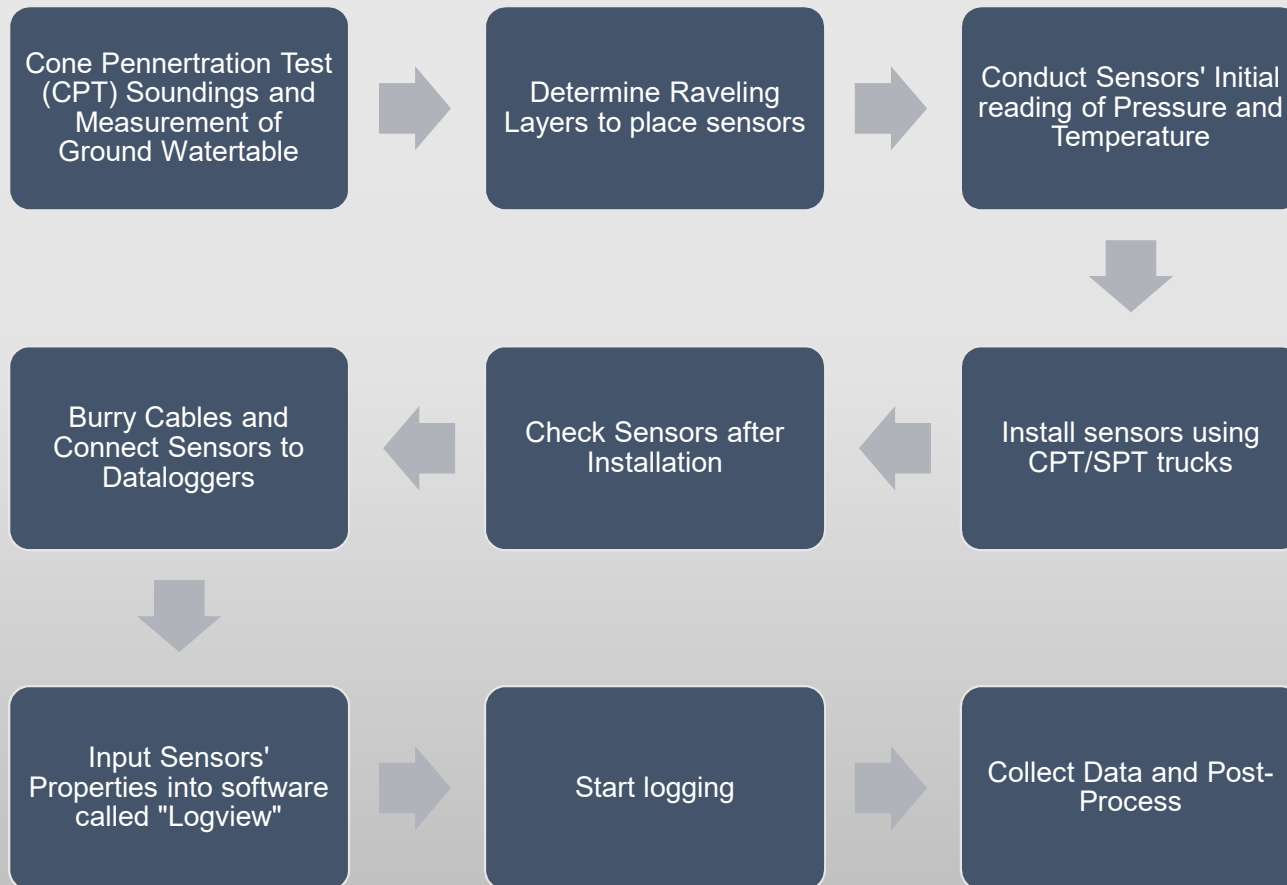 Cone Pennertration Test
(CPT) Soundings and
Measurement of
Ground Watertable
Determine Raveling
Layers to place sensors
Conduct Sensors' Initial
reading of Pressure and
Temperature
Install sensors using
CPT/SPT trucks
Check Sensors after
Installation
Burry Cables and
Connect Sensors to
Dataloggers
Input Sensors'
Properties into software
called "Logview"
Start logging
Collect Data and Post-
Process